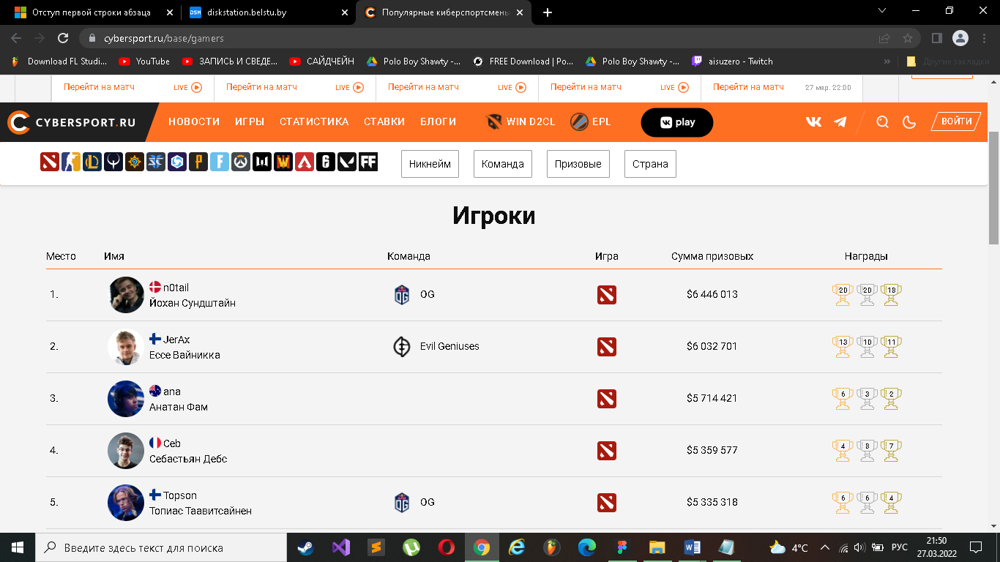 Отступ первой строки абзаца
diskstation.belstu.by
Популярные киберспортсмены
cybersport.ru/base/gamers
Download FL Studi...
YouTube
ЗАПИСЬ И СВЕДЕ...
САЙДЧЕЙН
Polo Boy Shawty -...
FREE Download | Po...
Polo Boy Shawty -...
aisuzero - Twitch
»
Другие закладки
Перейти на матч LIVE
Перейти на матч LIVE
Перейти на матч LIVE
Перейти на матч LIVE
Перейти на матч 27 мар. 22:00
CYBERSPORT.RU
НОВОСТИ ИГРЫ СТАТИСТИКА СТАВКИ БЛОГИ
WIN D2CL
EPL
play
ВОЙТИ
Никнейм
Команда
Призовые
Страна
Игроки
Место Имя Команда Игра Сумма призовых Награды
1. n0tail OG $6 446 013 20 20 18
Йохан Сундштайн
2. JerAx Evil Geniuses $6 032 701 13 10 11
Ессе Вайникка
3. ana $5 714 421 6 3 2
Анатан Фам
4. Ceb $5 359 577 4 8 7
Себастьян Дебс
5. Topson OG $5 335 318 6 6 4
Топиас Таавитсайнен
Введите здесь текст для поиска
4°C
РУС
21:50
27.03.2022